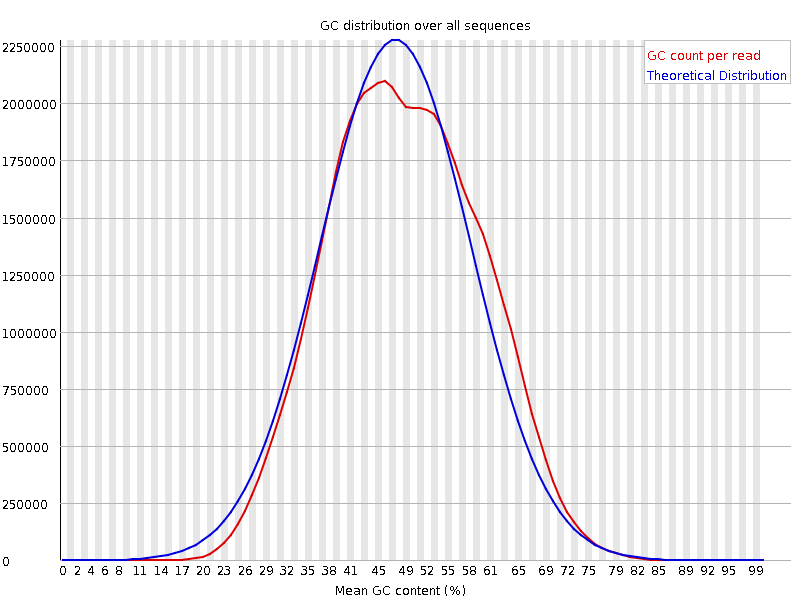 GC distribution over all sequences
GC count per read
Theoretical Distribution
2250000
2000000
1750000
1500000
1250000
1000000
750000
500000
250000
0
0 2 4 6 8 11 14 17 20 23 26 29 32 35 38 41 45 49 52 55 58 61 65 69 72 75 79 82 85 89 92 95 99
Mean GC content (%)